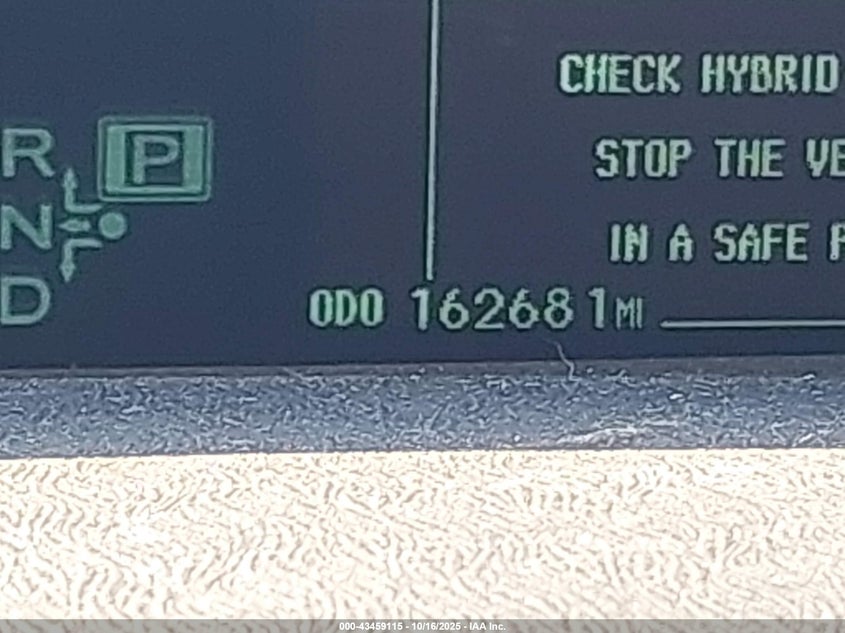 CHECK HYBRID
STOP THE VE
IN A SAFE
R P
N
D
ODO 162681MI
000-43459115 - 10/16/2025 - IAA Inc.